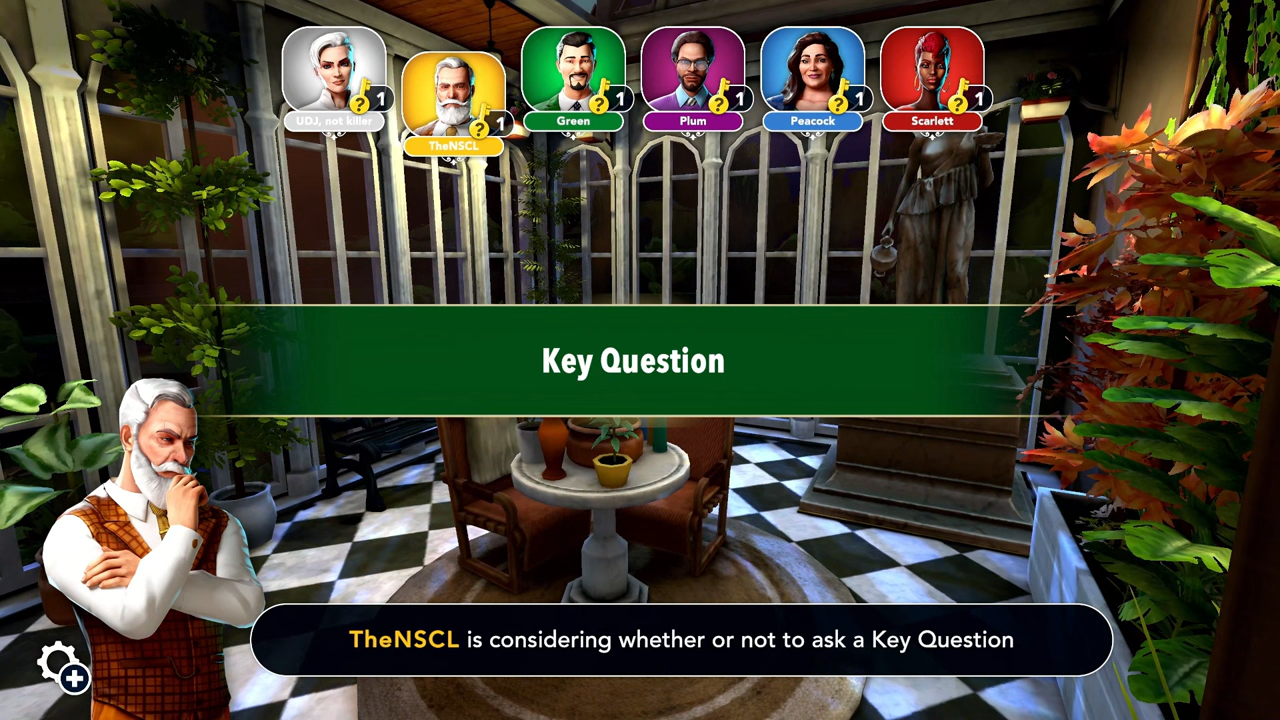 ? 1
? 1
? 1
? 1
? 1
? 1
UDJ, not killer
TheNSCL
Green
Plum
Peacock
Scarlett
Key Question
TheNSCL is considering whether or not to ask a Key Question